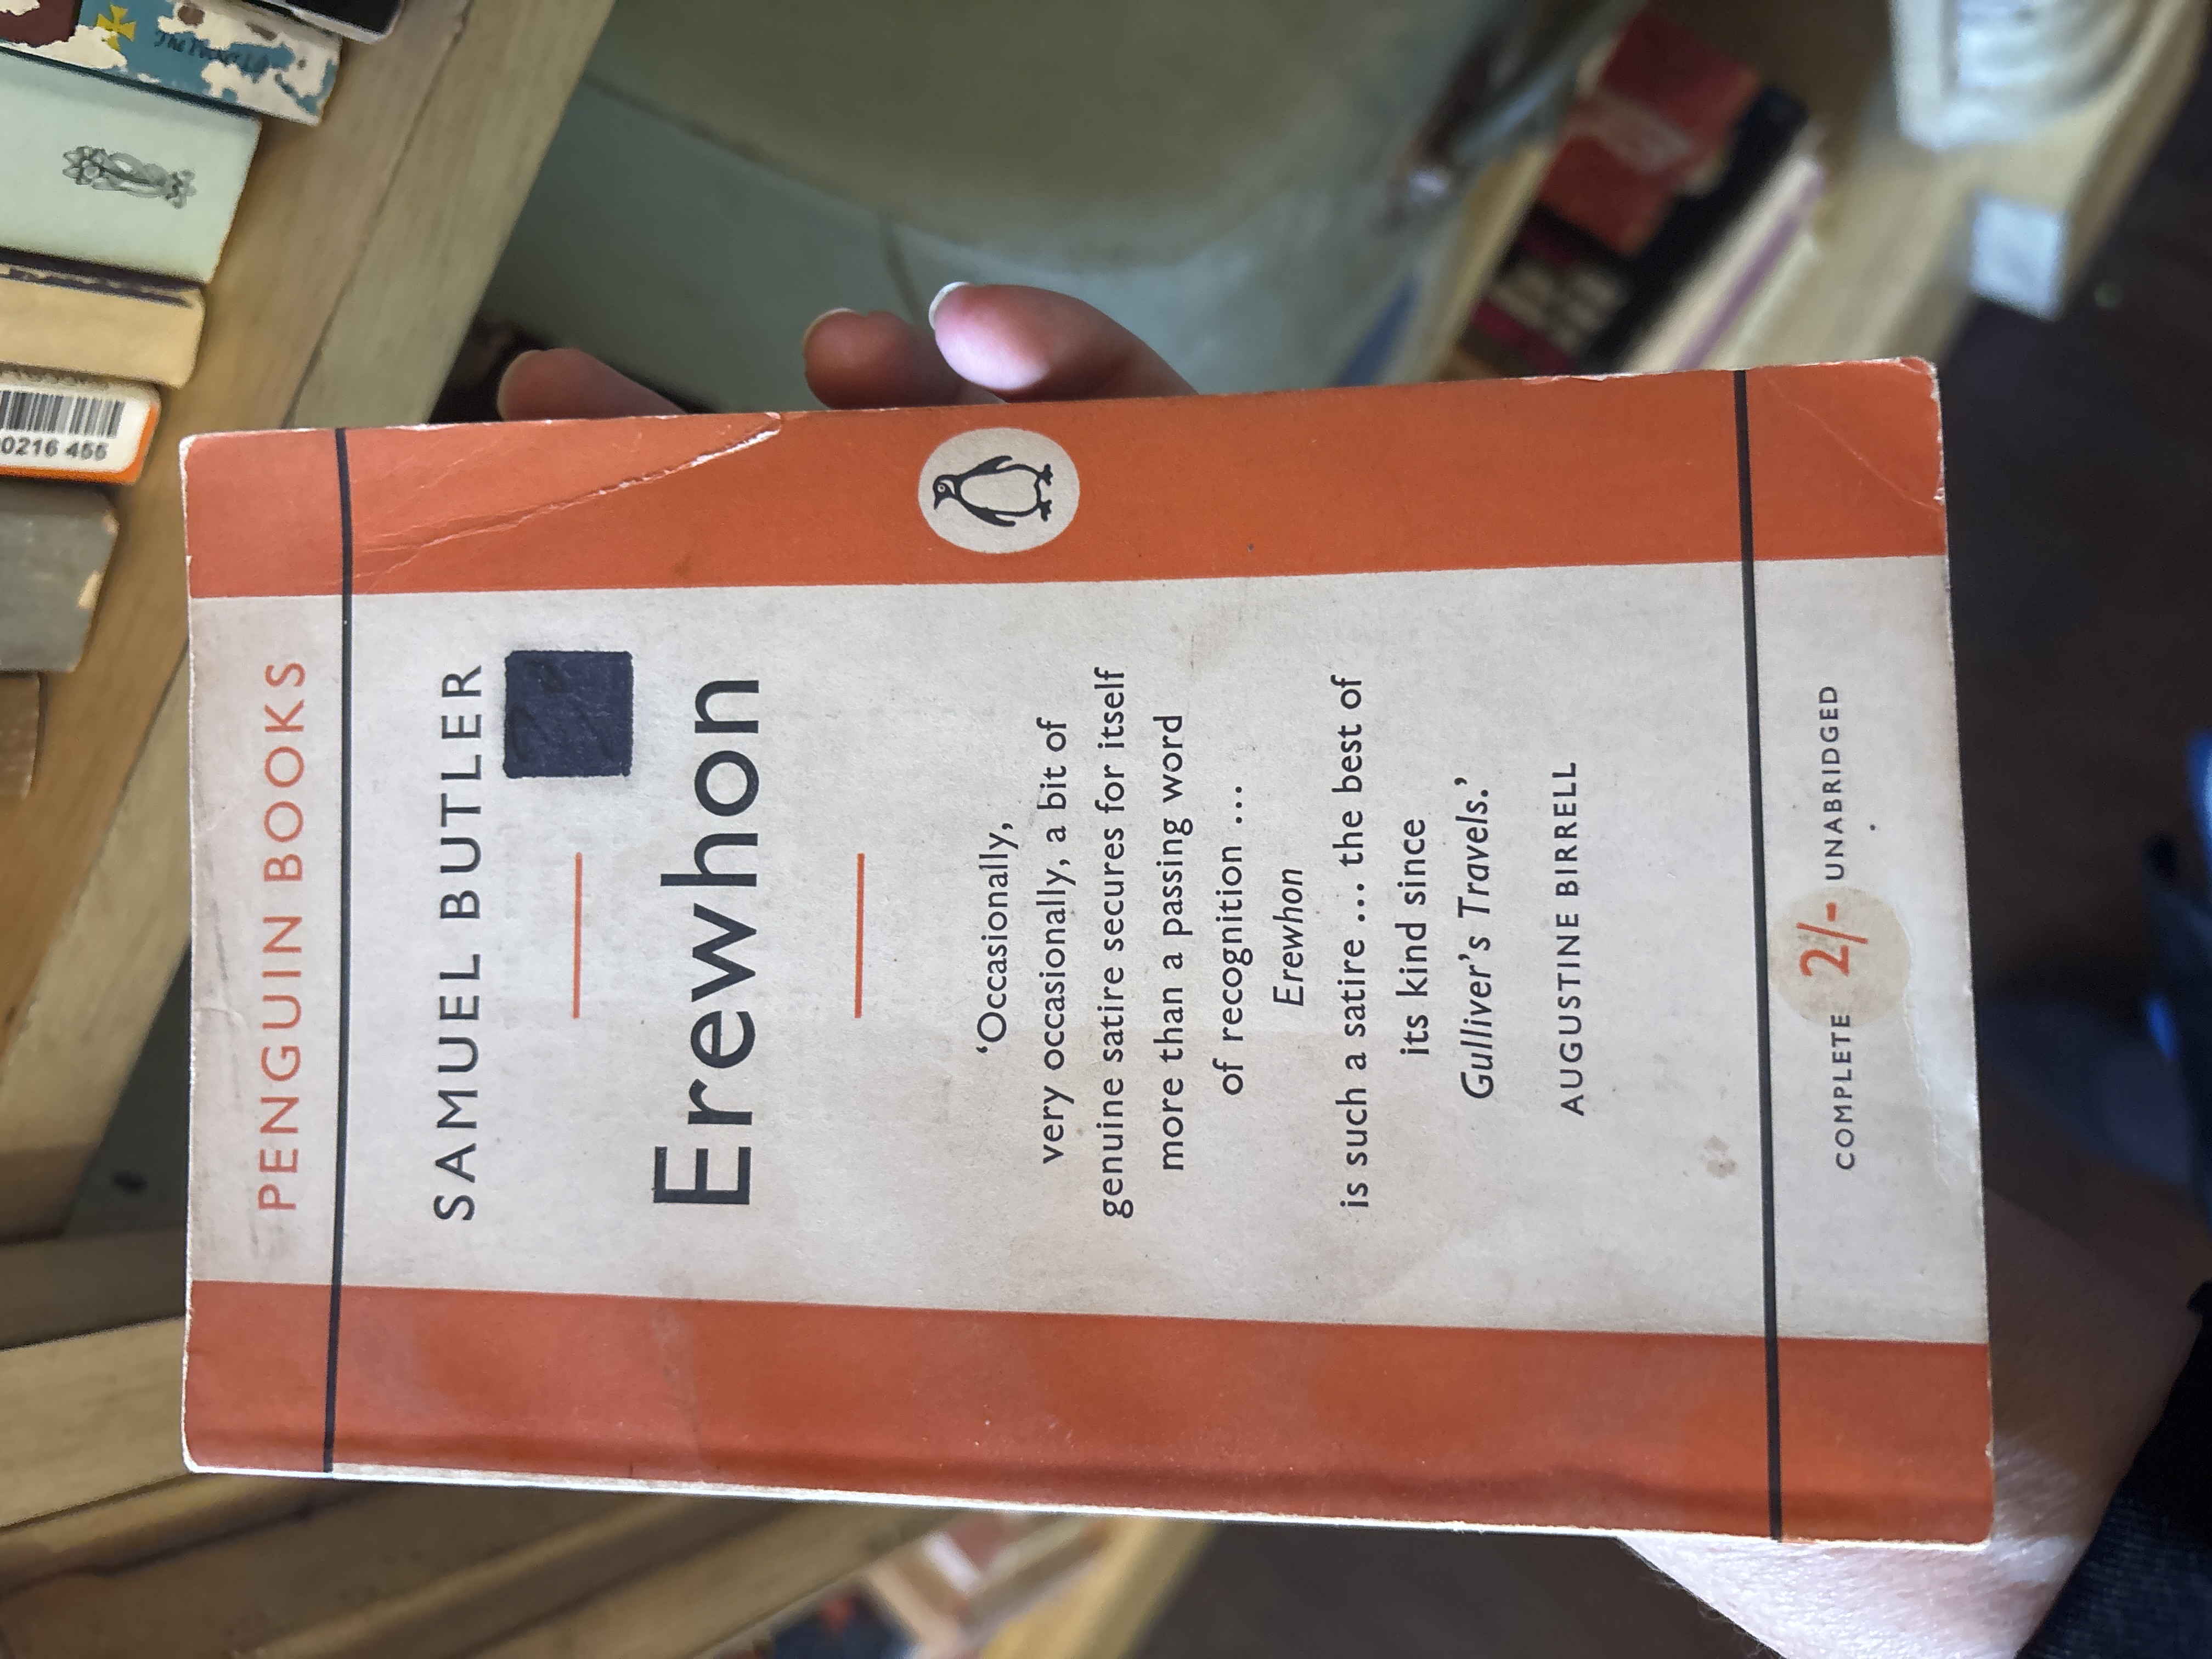 PENGUIN BOOKS
SAMUEL BUTLER
Erewhon
‘Occasionally,
very occasionally, a bit of
genuine satire secures for itself
more than a passing word
of recognition ...
Erewhon
is such a satire ... the best of
its kind since
Gulliver's Travels.’
AUGUSTINE BIRRELL
COMPLETE 2/- UNABRIDGED
0216 455